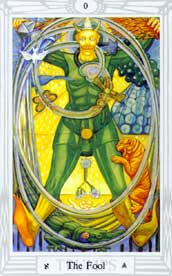 0
א The Fool 🜁